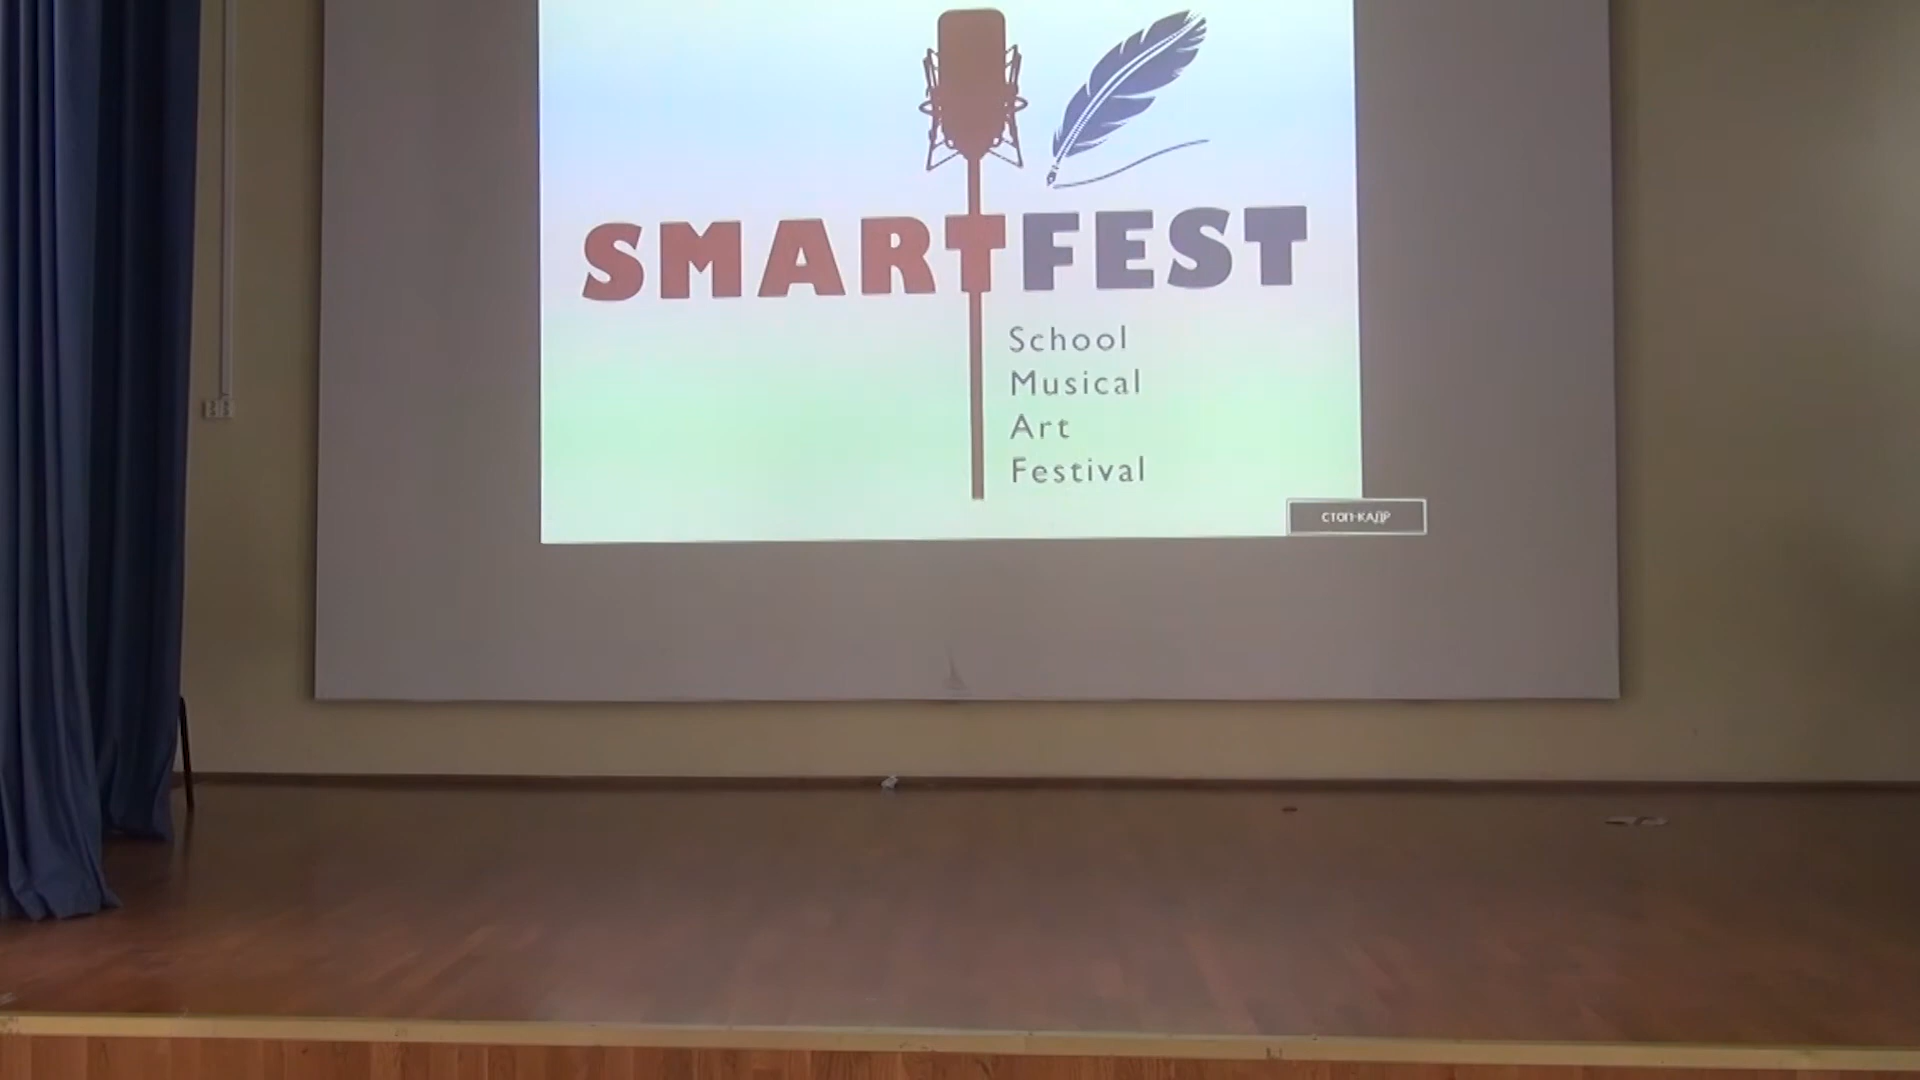 SMARTFEST
School
Musical
Art
Festival
СТОП-КАДР